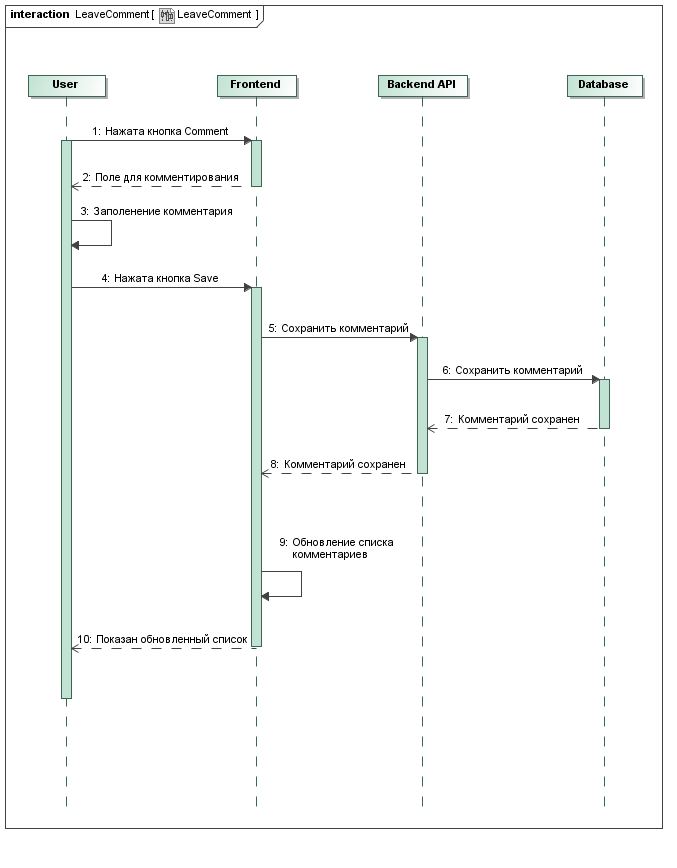 interaction LeaveComment [ LeaveComment ]
User
Frontend
Backend API
Database
1: Нажата кнопка Comment
2: Поле для комментирования
3: Заполенение комментария
4: Нажата кнопка Save
5: Сохранить комментарий
6: Сохранить комментарий
7: Комментарий сохранен
8: Комментарий сохранен
9: Обновление списка
комментариев
10: Показан обновленный список